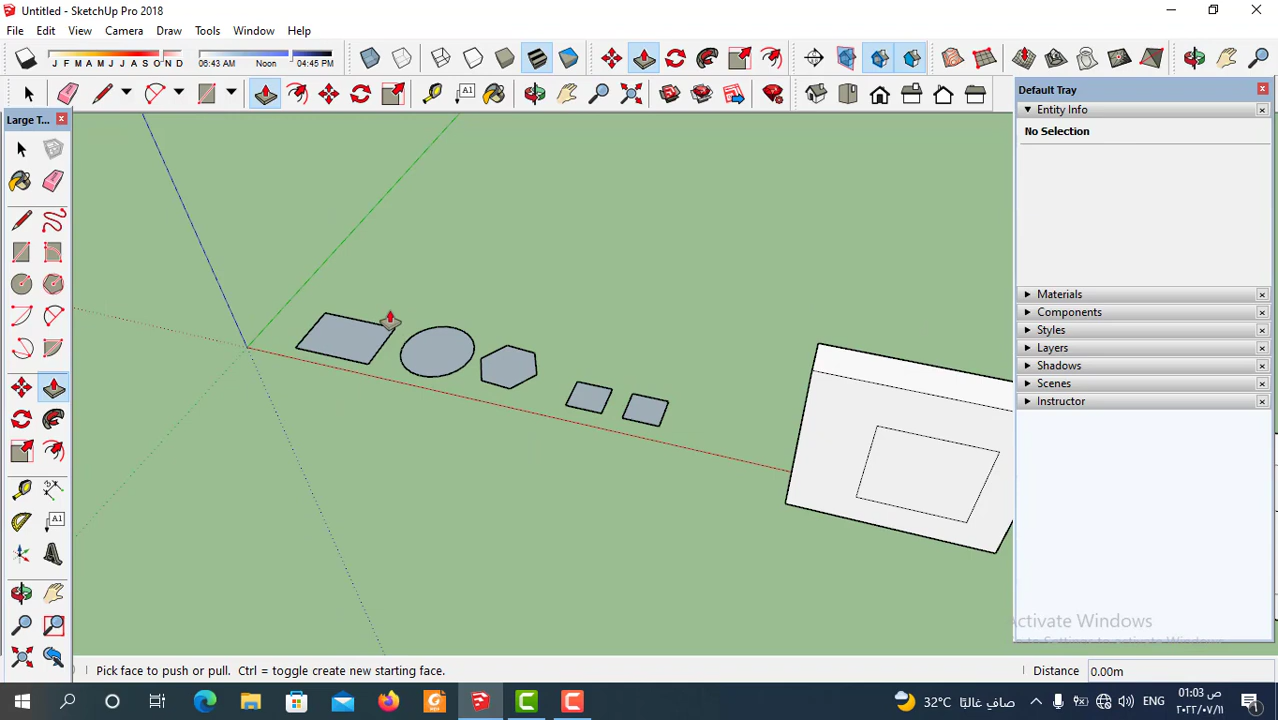 Untitled - SketchUp Pro 2018
File Edit View Camera Draw Tools Window Help
J F M A M J J A S O N D 06:43 AM Noon 04:45 PM
Large T...
Default Tray
Entity Info
No Selection
Materials
Components
Styles
Layers
Shadows
Scenes
Instructor
Activate Windows
Pick face to push or pull. Ctrl = toggle create new starting face.
Distance 0.00m
32°C صاف غالبًا
ENG
01:03 ص
٢٠٢٢/٠٧/١١